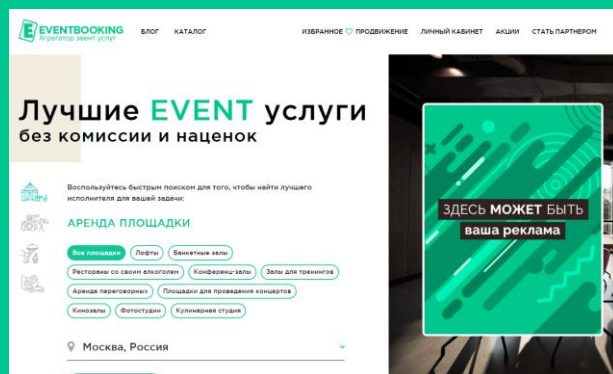 EVENTBOOKING
Агрегатор эвент услуг
БЛОГ КАТАЛОГ ИЗБРАННОЕ ПРОДВИЖЕНИЕ ЛИЧНЫЙ КАБИНЕТ АКЦИИ СТАТЬ ПАРТНЕРОМ
Лучшие EVENT услуги
без комиссии и наценок
Воспользуйтесь быстрым поиском для того, чтобы найти лучшего
исполнителя для вашей задачи:
АРЕНДА ПЛОЩАДКИ
Все площадки Лофты Банкетные залы
Рестораны со своим алкоголем Конференц-залы Залы для тренингов
Аренда переговорных Площадки для проведения концертов
Кинозалы Фотостудии Кулинарная студия
Москва, Россия
ЗДЕСЬ МОЖЕТ БЫТЬ
ваша реклама